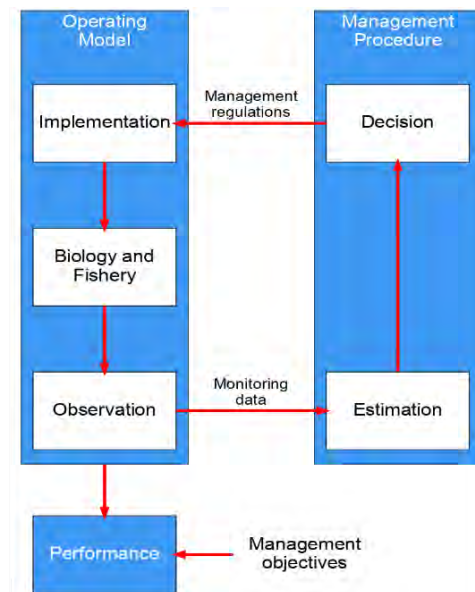 Operating
Model
Management
Procedure
Implementation
Management
regulations
Decision
Biology and
Fishery
Observation
Monitoring
data
Estimation
Performance
Management
objectives